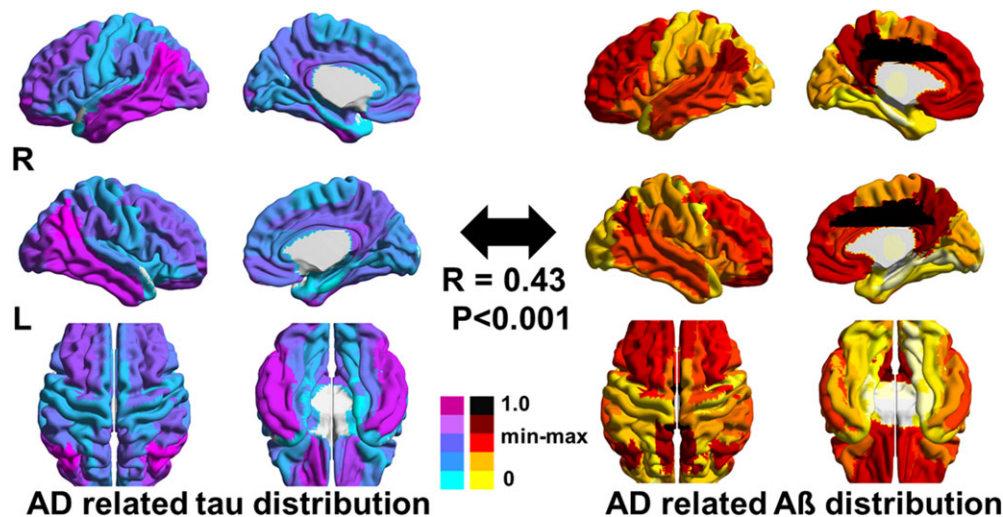 R
L
R = 0.43
P<0.001
1.0
min-max
0
AD related tau distribution
AD related Aß distribution